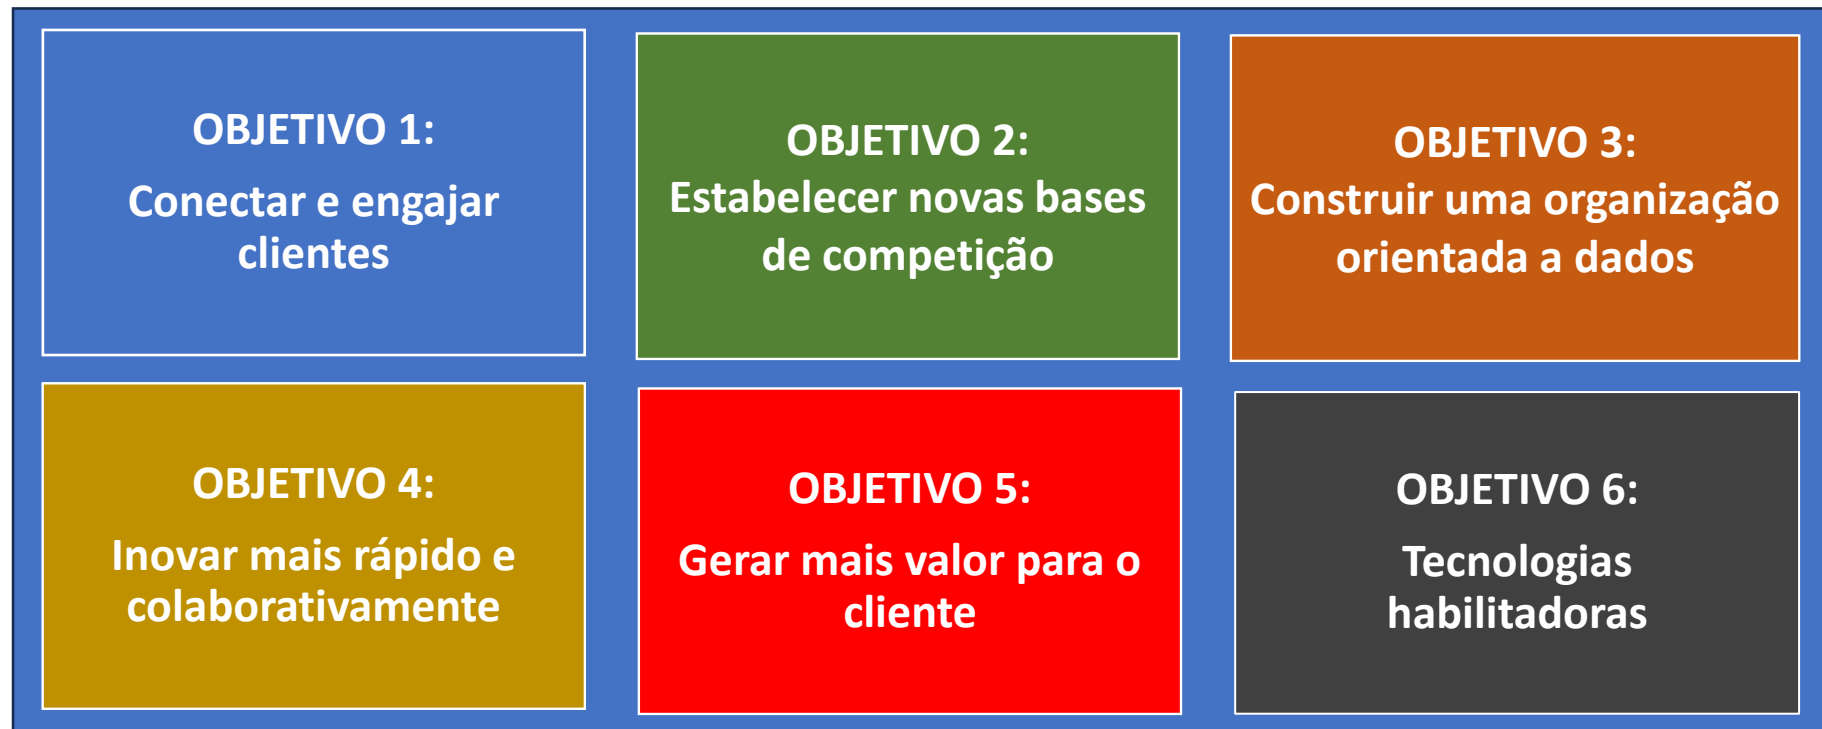 OBJETIVO 1:
Conectar e engajar
clientes
OBJETIVO 2:
Estabelecer novas bases
de competição
OBJETIVO 3:
Construir uma organização
orientada a dados
OBJETIVO 4:
Inovar mais rápido e
colaborativamente
OBJETIVO 5:
Gerar mais valor para o
cliente
OBJETIVO 6:
Tecnologias
habilitadoras